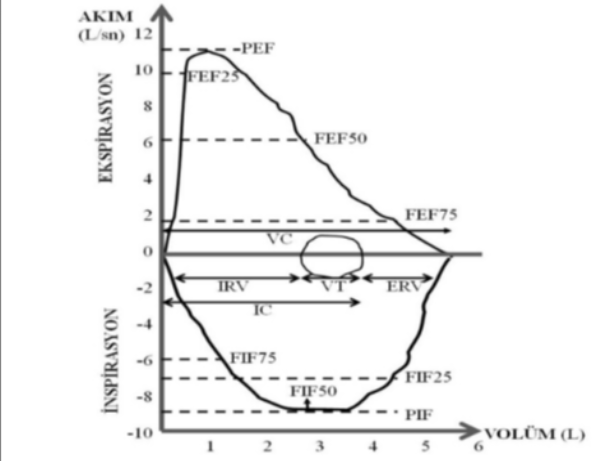 AKIM
(L/sn)
12
PEF
10
FEF25
8
EKSPİRASYON
6
FEF50
4
2
FEF75
VC
0
IRV
VT
ERV
-2
IC
-4
İNSPİRASYON
-6
FIF75
FIF25
FIF50
-8
PIF
-10
VOLÜM (L)
1
2
3
4
5
6